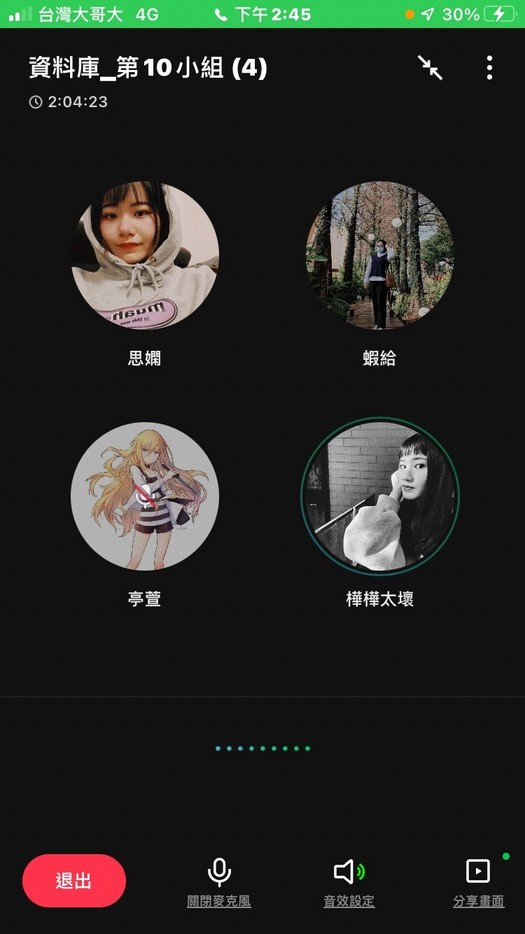 台灣大哥大 4G 下午2:45 30%
資料庫_第10小組 (4)
2:04:23
思嫻 蝦給
亭萱 樺樺太壞
退出 關閉麥克風 音效設定 分享畫面